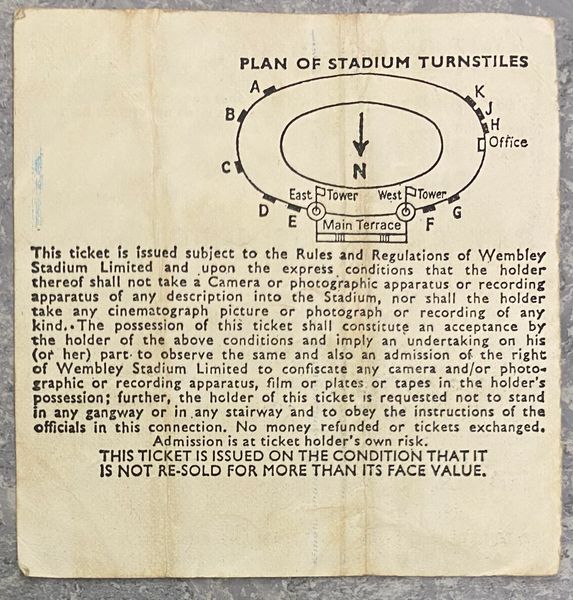 PLAN OF STADIUM TURNSTILES
A
K
J
B
H
Office
N
C
East Tower
West Tower
D
E
Main Terrace
F
G
This ticket is issued subject to the Rules and Regulations of Wembley
Stadium Limited and upon the express conditions that the holder
thereof shall not take a Camera or photographic apparatus or recording
apparatus of any description into the Stadium, nor shall the holder
take any cinematograph picture or photograph or recording of any
kind. The possession of this ticket shall constitute an acceptance by
the holder of the above conditions and imply an undertaking on his
(or her) part to observe the same and also an admission of the right
of Wembley Stadium Limited to confiscate any camera and/or photo-
graphic or recording apparatus, film or plates or tapes in the holder's
possession; further, the holder of this ticket is requested not to stand
in any gangway or in any stairway and to obey the instructions of the
officials in this connection. No money refunded or tickets exchanged.
Admission is at ticket holder's own risk.
THIS TICKET IS ISSUED ON THE CONDITION THAT IT
IS NOT RE-SOLD FOR MORE THAN ITS FACE VALUE.